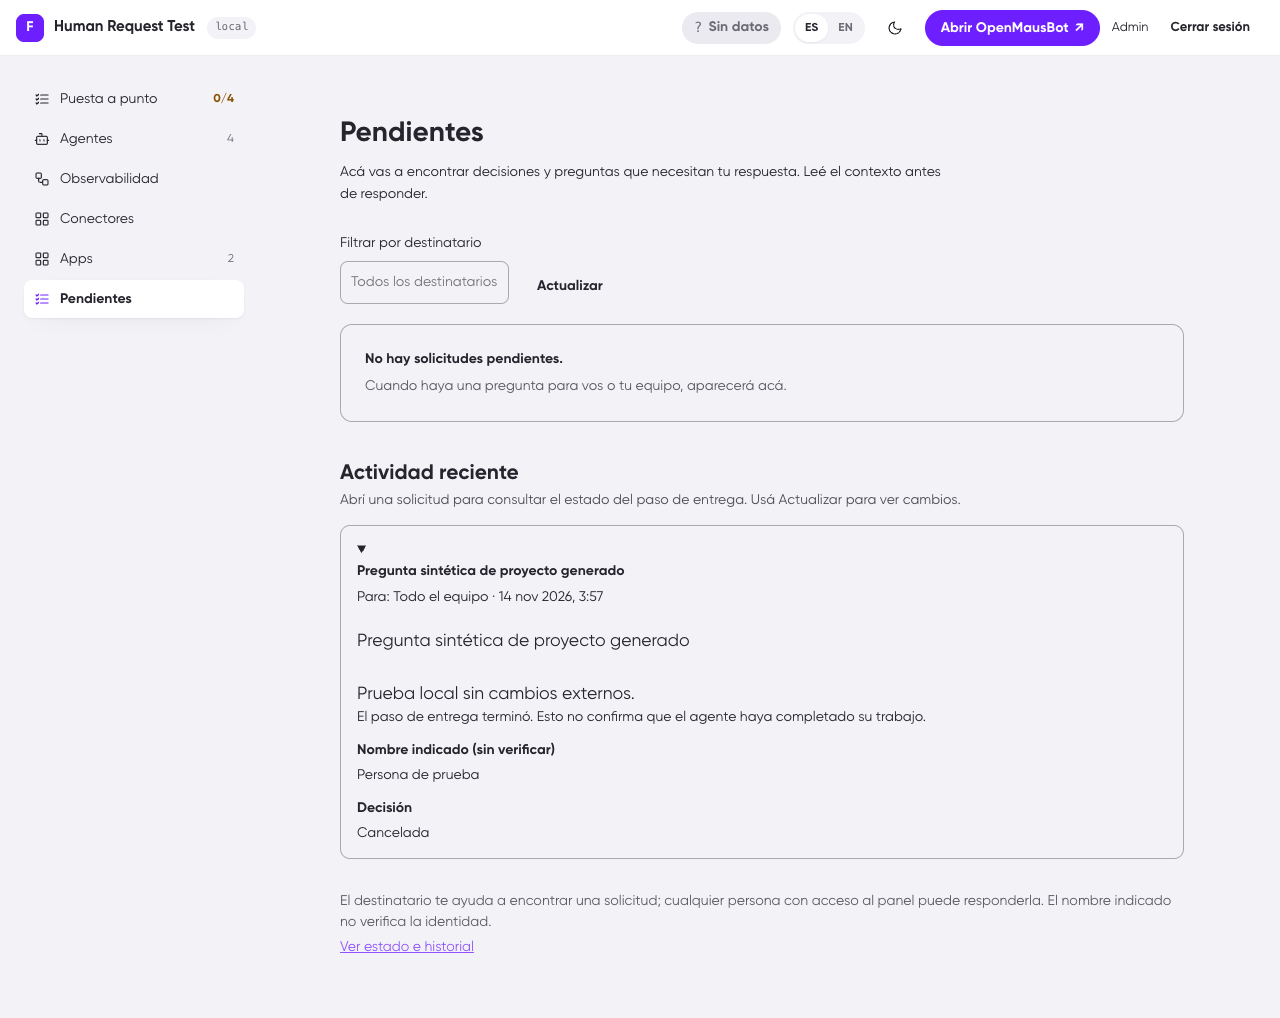 F Human Request Test local
? Sin datos ES EN Abrir OpenMausBot ↗ Admin Cerrar sesión
Puesta a punto 0/4
Agentes 4
Observabilidad
Conectores
Apps 2
Pendientes
Pendientes
Acá vas a encontrar decisiones y preguntas que necesitan tu respuesta. Leé el contexto antes
de responder.
Filtrar por destinatario
Todos los destinatarios Actualizar
No hay solicitudes pendientes.
Cuando haya una pregunta para vos o tu equipo, aparecerá acá.
Actividad reciente
Abrí una solicitud para consultar el estado del paso de entrega. Usá Actualizar para ver cambios.
Pregunta sintética de proyecto generado
Para: Todo el equipo · 14 nov 2026, 3:57
Pregunta sintética de proyecto generado
Prueba local sin cambios externos.
El paso de entrega terminó. Esto no confirma que el agente haya completado su trabajo.
Nombre indicado (sin verificar)
Persona de prueba
Decisión
Cancelada
El destinatario te ayuda a encontrar una solicitud; cualquier persona con acceso al panel puede responderla. El nombre indicado
no verifica la identidad.
Ver estado e historial